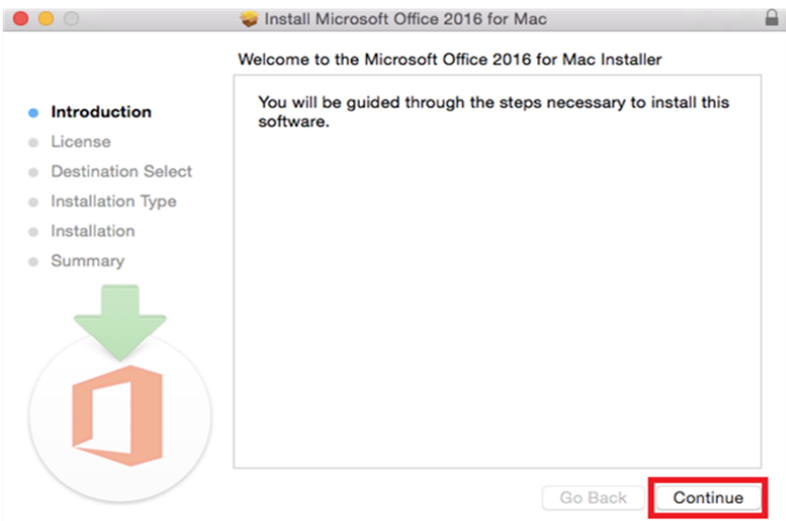 Install Microsoft Office 2016 for Mac
Welcome to the Microsoft Office 2016 for Mac Installer
Introduction
License
Destination Select
Installation Type
Installation
Summary
You will be guided through the steps necessary to install this
software.
Go Back
Continue